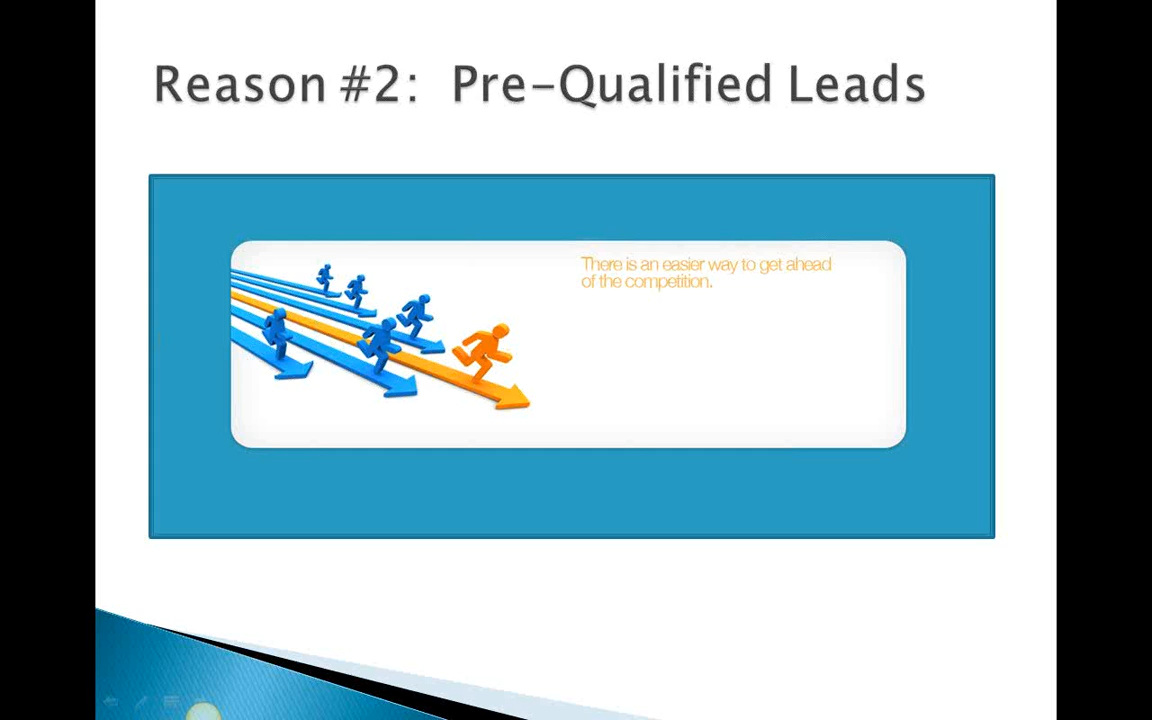 Reason #2: Pre-Qualified Leads
There is an easier way to get ahead
of the competition.